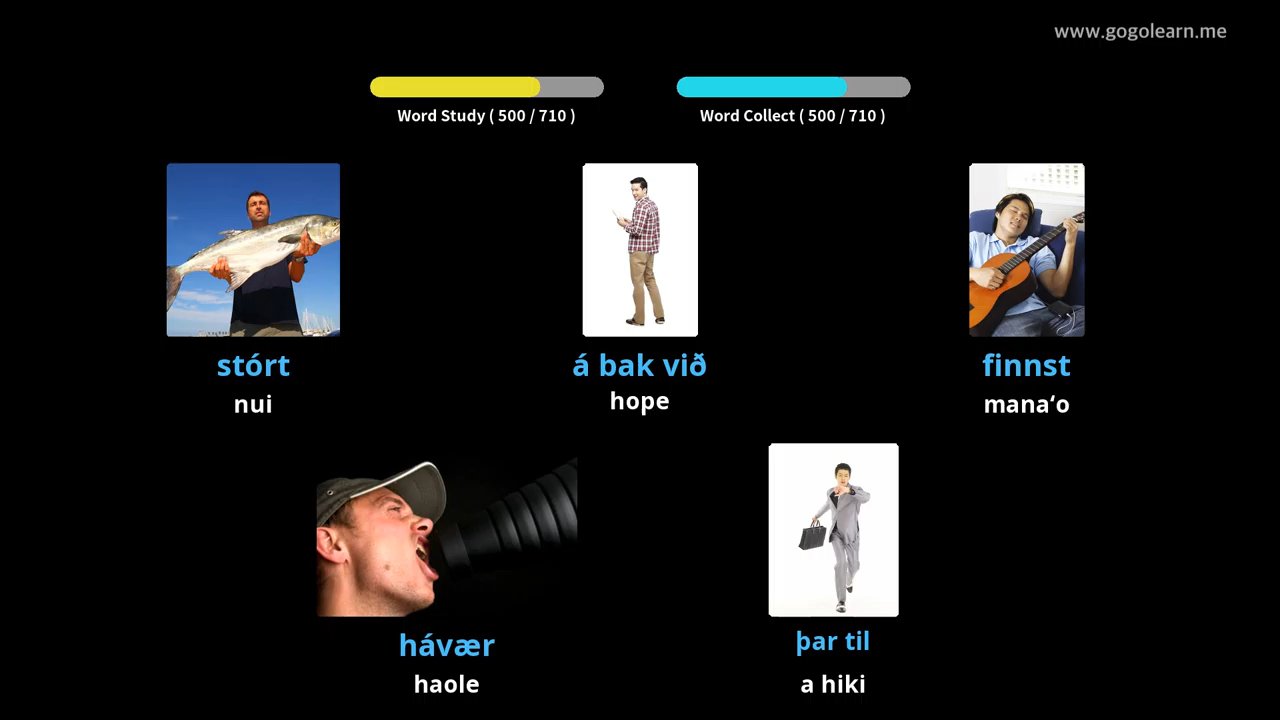 www.gogolearn.me
Word Study ( 500 / 710 )
Word Collect ( 500 / 710 )
stórt
nui
á bak við
hope
finnst
manaʻo
hávær
haole
þar til
a hiki